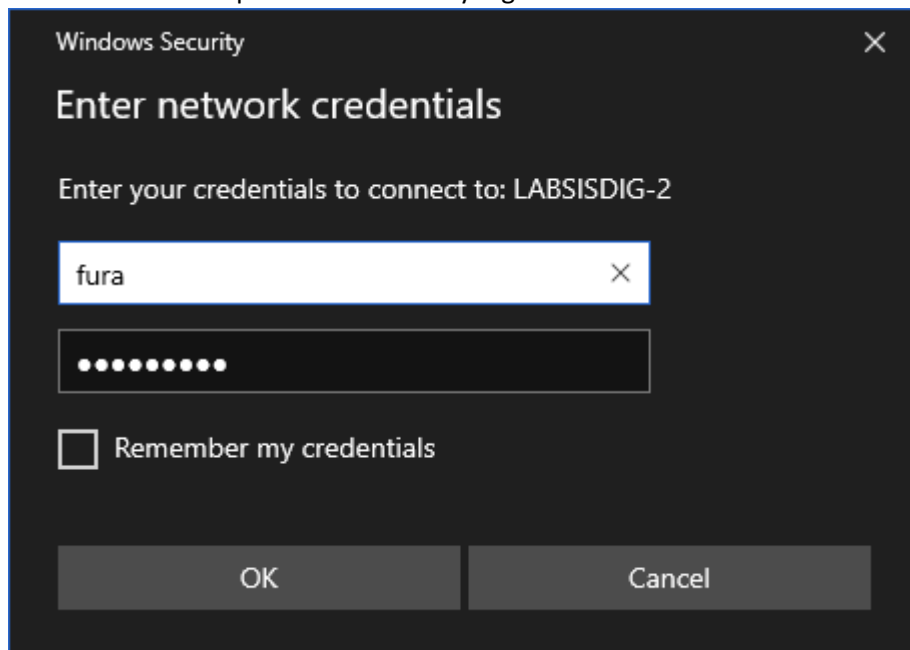 Windows Security
Enter network credentials
Enter your credentials to connect to: LABSISDIG-2
fura
Remember my credentials
OK
Cancel